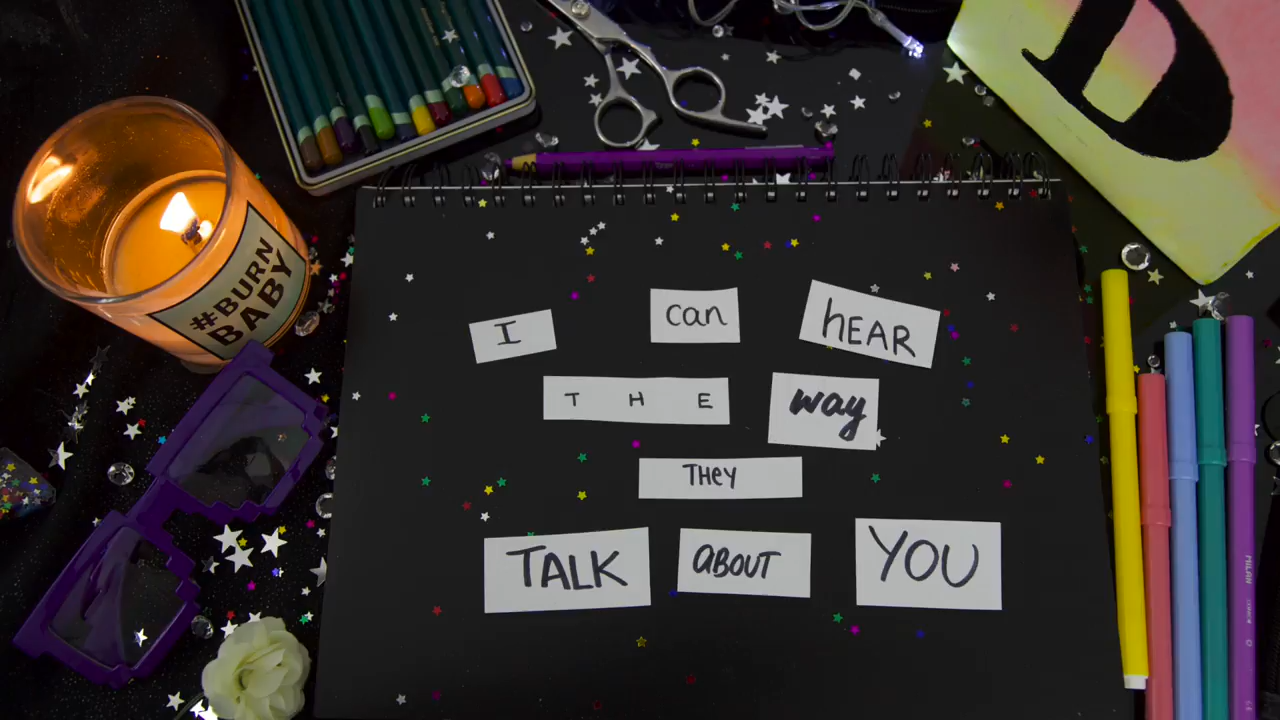 #BURN
BABY
D
I can hEAR
THE way
THEY
TALK ABOUT YOU
MILAN